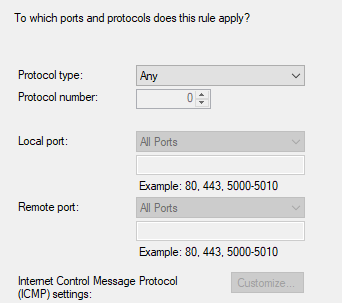 To which ports and protocols does this rule apply?
Protocol type: Any
Protocol number: 0
Local port: All Ports
Example: 80, 443, 5000-5010
Remote port: All Ports
Example: 80, 443, 5000-5010
Internet Control Message Protocol
(ICMP) settings: Customize...